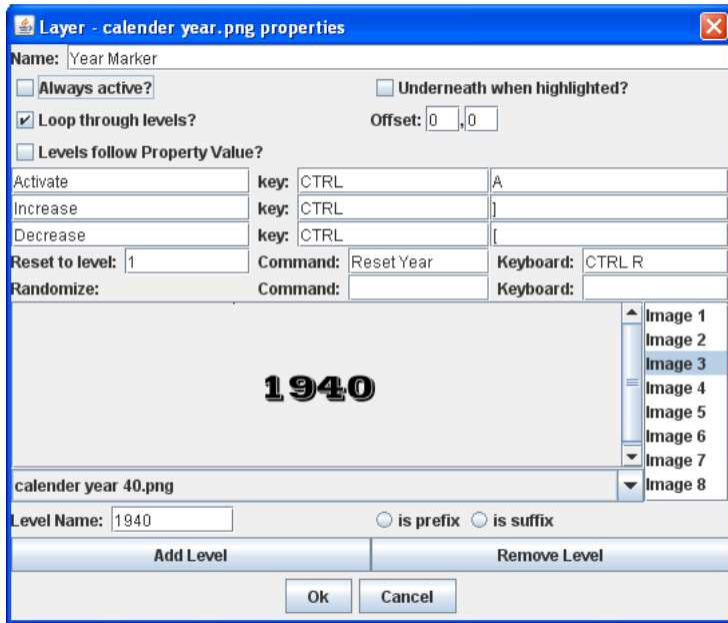 Layer - calender year.png properties
Name: Year Marker
Always active? Underneath when highlighted?
Loop through levels? Offset: 0 ,0
Levels follow Property Value?
Activate key: CTRL A
Increase key: CTRL ]
Decrease key: CTRL [
Reset to level: 1 Command: Reset Year Keyboard: CTRL R
Randomize: Command: Keyboard:
1940
Image 1
Image 2
Image 3
Image 4
Image 5
Image 6
Image 7
Image 8
calender year 40.png
Level Name: 1940 is prefix is suffix
Add Level Remove Level
Ok Cancel